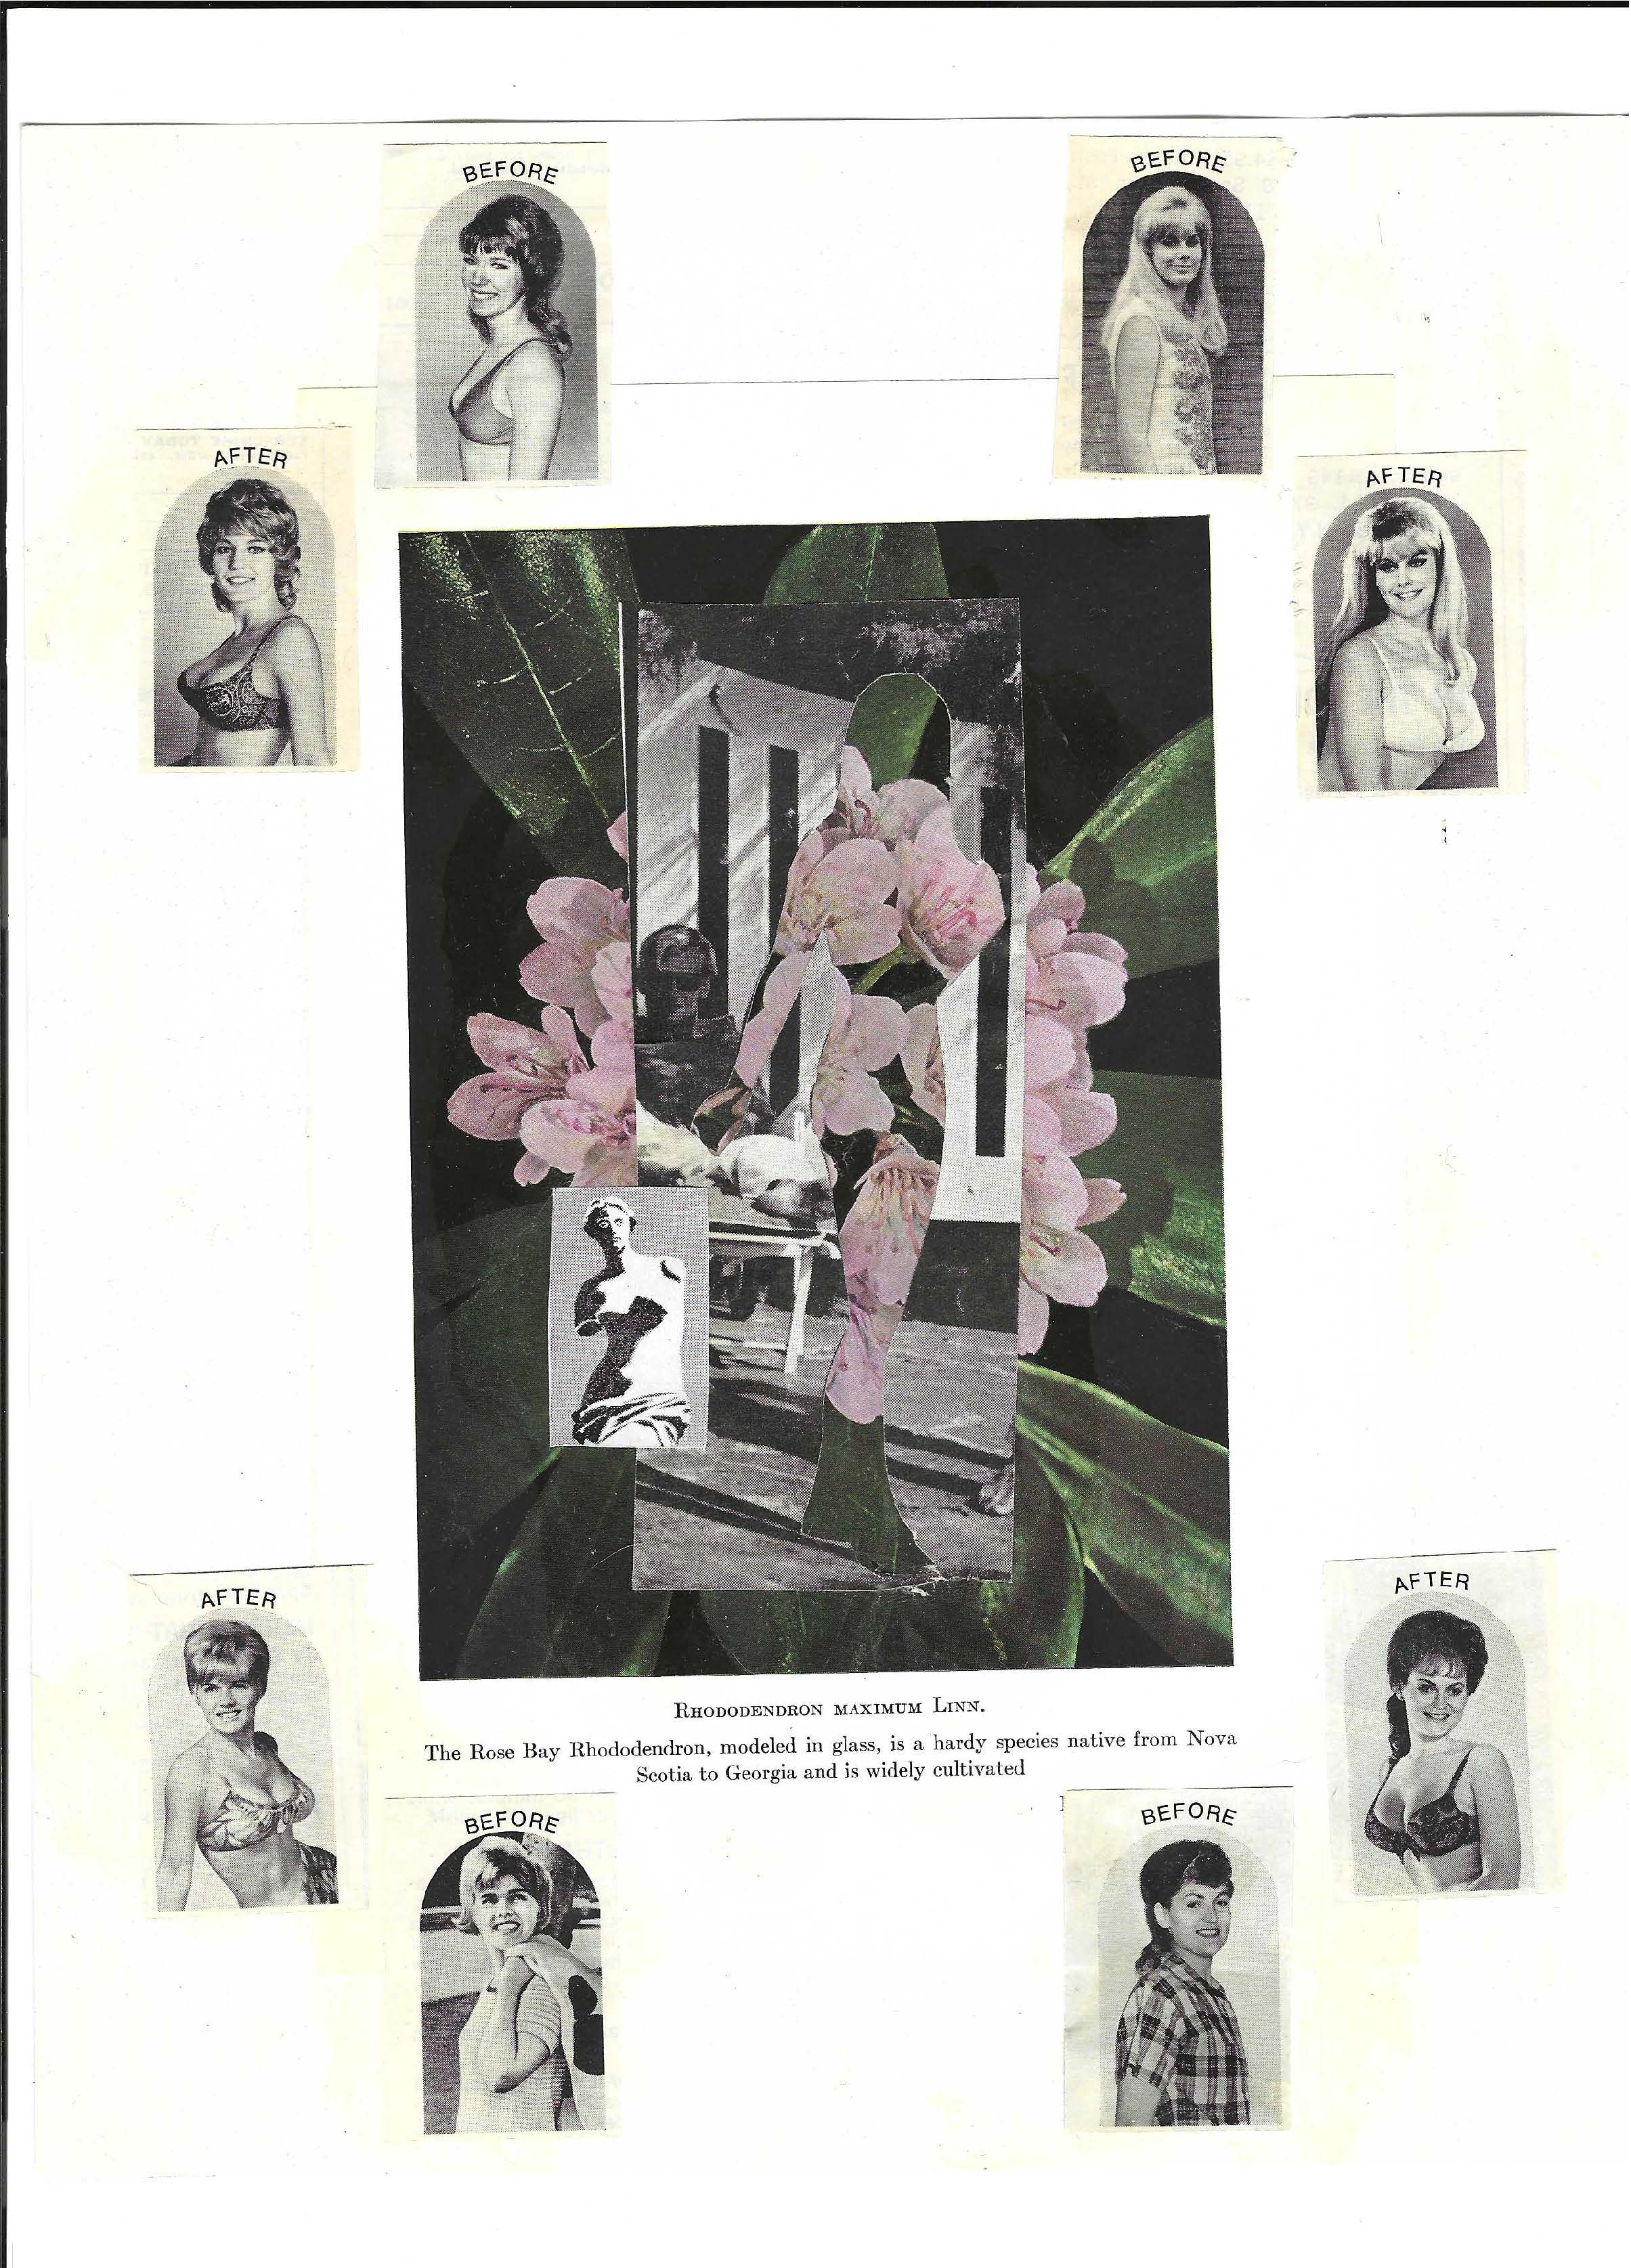 BEFORE
BEFORE
AFTER
AFTER
RHODODENDRON MAXIMUM LINN.
The Rose Bay Rhododendron, modeled in glass, is a hardy species native from Nova
Scotia to Georgia and is widely cultivated
AFTER
AFTER
BEFORE
BEFORE